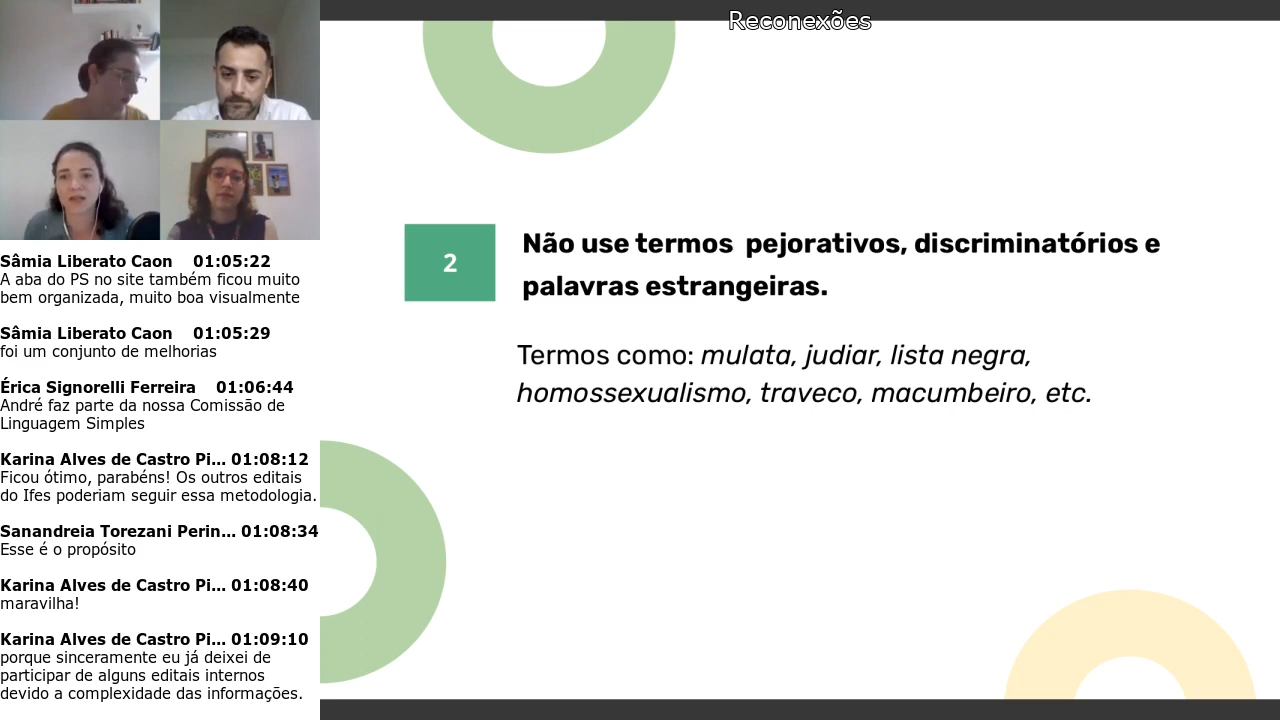 Reconexões
2
Não use termos pejorativos, discriminatórios e
palavras estrangeiras.
Termos como: mulata, judiar, lista negra,
homossexualismo, traveco, macumbeiro, etc.
Sâmia Liberato Caon 01:05:22
A aba do PS no site também ficou muito
bem organizada, muito boa visualmente
Sâmia Liberato Caon 01:05:29
foi um conjunto de melhorias
Érica Signorelli Ferreira 01:06:44
André faz parte da nossa Comissão de
Linguagem Simples
Karina Alves de Castro Pi... 01:08:12
Ficou ótimo, parabéns! Os outros editais
do Ifes poderiam seguir essa metodologia.
Sanandreia Torezani Perin... 01:08:34
Esse é o propósito
Karina Alves de Castro Pi... 01:08:40
maravilha!
Karina Alves de Castro Pi... 01:09:10
porque sinceramente eu já deixei de
participar de alguns editais internos
devido a complexidade das informações.